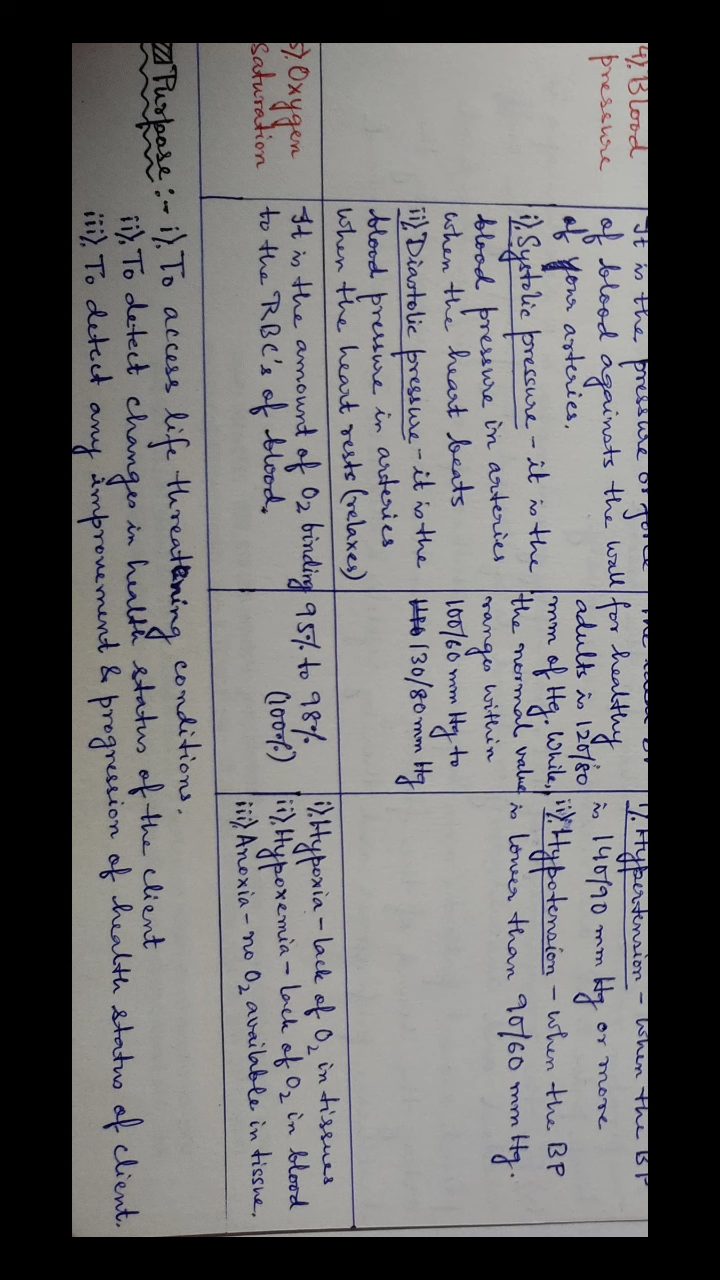 4). Blood
pressure
It is the pressure or force
of blood againsts the wall
of your arteries.
i). Systolic pressure - it is the
blood pressure in arteries
when the heart beats
ii). Diastolic pressure - it is the
blood pressure in arteries
when the heart rests (relaxes)
for healthy
adults is 120/80
mm of Hg. While,
the normal value
ranges within
100/60 mm Hg to
130/80 mm Hg
i). Hypertension - when the BP
is 140/90 mm Hg or more
ii). Hypotension - when the BP
is lower than 90/60 mm Hg.
5). Oxygen
saturation
It is the amount of O2 binding
to the RBC's of blood.
95% to 98%
(100%)
i). Hypoxia - lack of O2 in tissues
ii). Hypoxemia - lack of O2 in blood
iii). Anoxia - no O2 available in tissue.
Purpose :- i). To access life threatening conditions.
ii). To detect changes in health status of the client
iii). To detect any improvement & progression of health status of client.